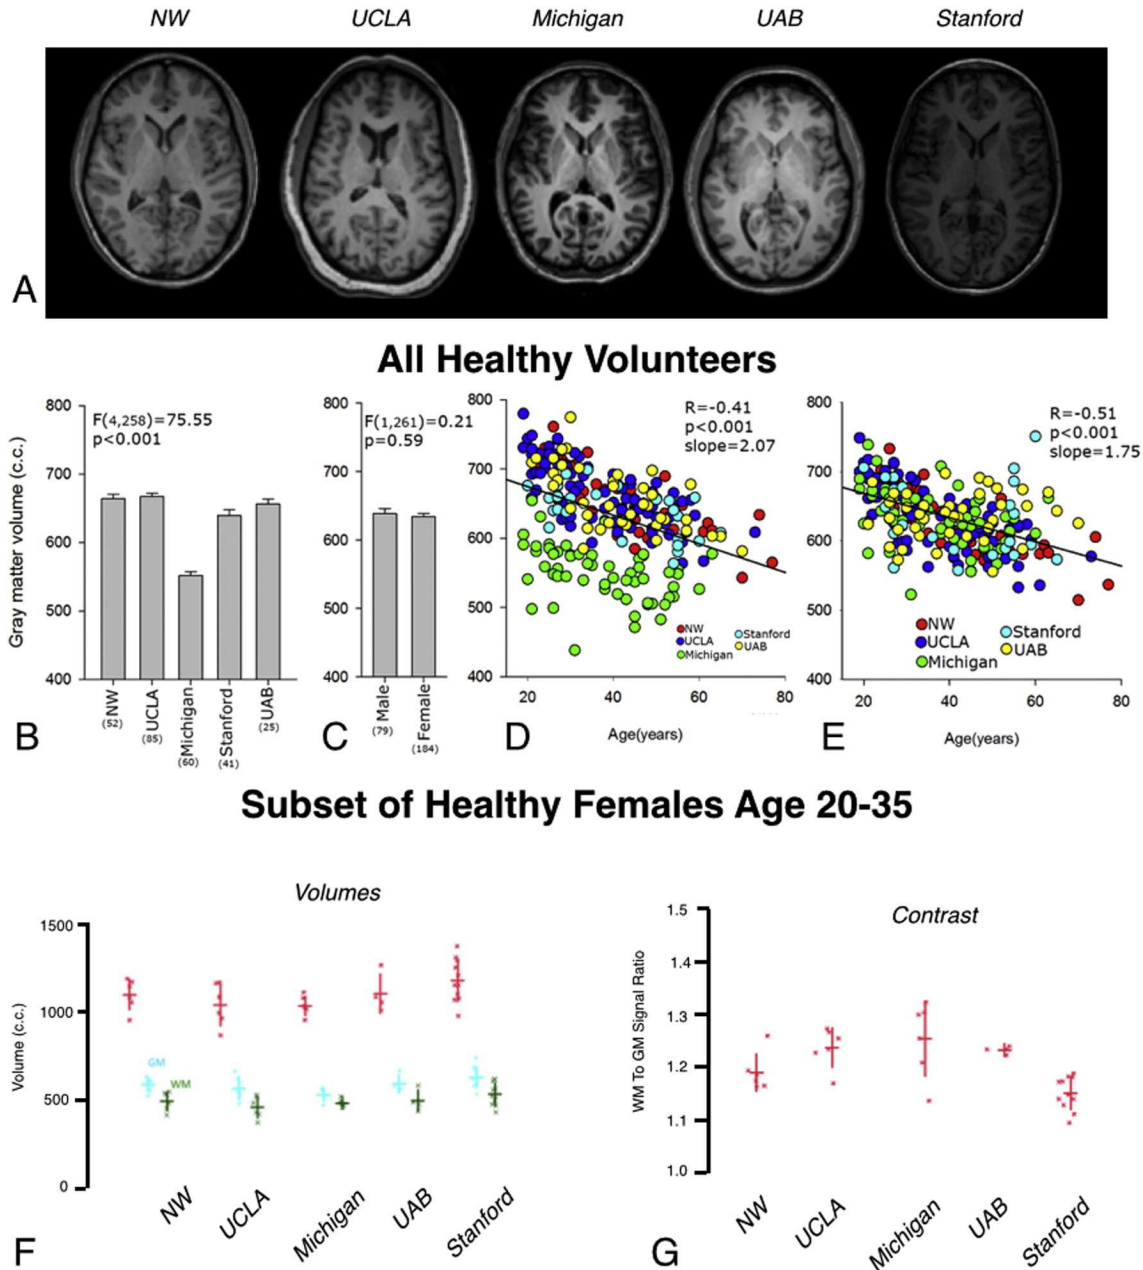 NW UCLA Michigan UAB Stanford
A
All Healthy Volunteers
Gray matter volume (c.c.)
800
700
600
500
400
F(4,258)=75.55
p<0.001
NW
(52)
UCLA
(85)
Michigan
(60)
Stanford
(41)
UAB
(25)
B
800
700
600
500
400
F(1,261)=0.21
p=0.59
Male
(79)
Female
(184)
C
800
700
600
500
400
R=-0.41
p<0.001
slope=2.07
NW
UCLA
Michigan
Stanford
UAB
20 40 60 80
Age(years)
D
800
700
600
500
400
R=-0.51
p<0.001
slope=1.75
NW
UCLA
Michigan
Stanford
UAB
20 40 60 80
Age(years)
E
Subset of Healthy Females Age 20-35
Volumes
Volume (c.c.)
1500
1000
500
0
GM
WM
NW UCLA Michigan UAB Stanford
F
Contrast
WM To GM Signal Ratio
1.5
1.4
1.3
1.2
1.1
1.0
NW UCLA Michigan UAB Stanford
G